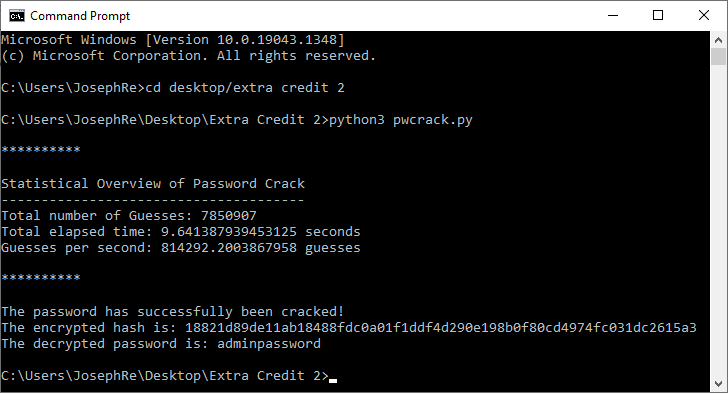 Command Prompt
Microsoft Windows [Version 10.0.19043.1348]
(c) Microsoft Corporation. All rights reserved.
C:\Users\JosephRe>cd desktop/extra credit 2
C:\Users\JosephRe\Desktop\Extra Credit 2>python3 pwcrack.py
**********
Statistical Overview of Password Crack
--------------------------------------
Total number of Guesses: 7850907
Total elapsed time: 9.641387939453125 seconds
Guesses per second: 814292.2003867958 guesses
**********
The password has successfully been cracked!
The encrypted hash is: 18821d89de11ab18488fdc0a01f1ddf4d290e198b0f80cd4974fc031dc2615a3
The decrypted password is: adminpassword
C:\Users\JosephRe\Desktop\Extra Credit 2>